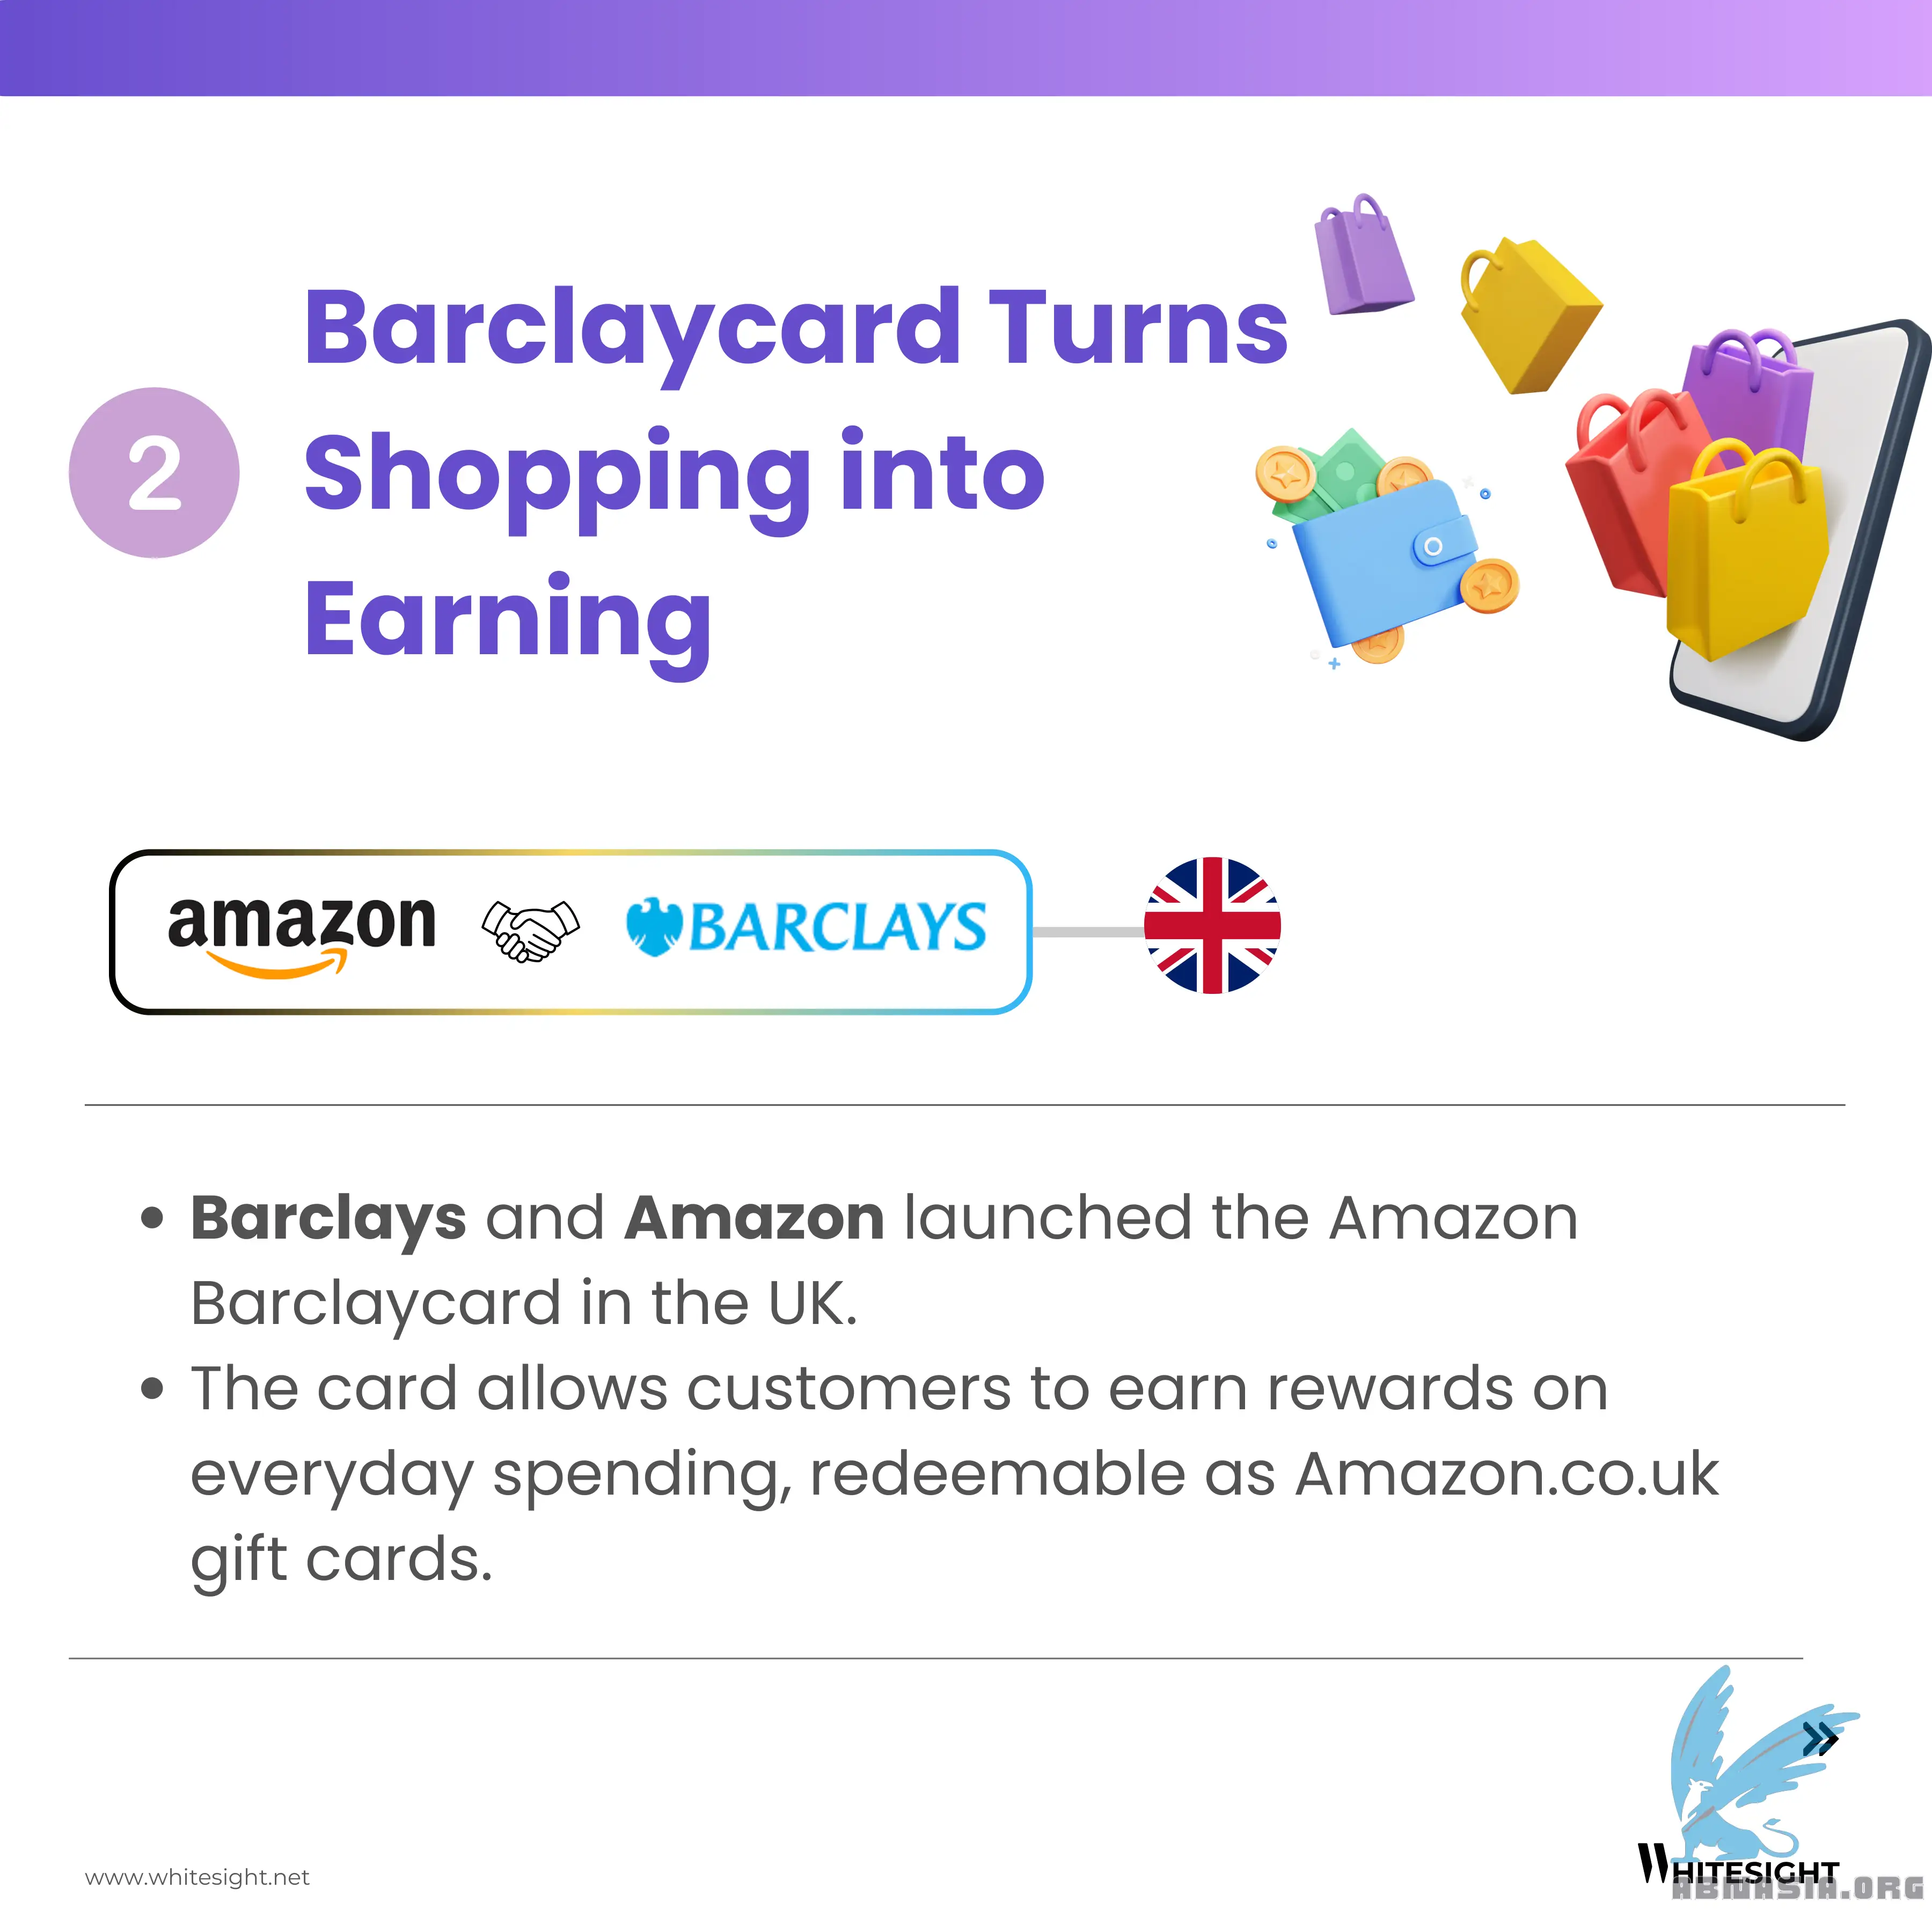 Barclaycard Turns
Shopping into
Earning
2
amazon
BARCLAYS
• Barclays and Amazon launched the Amazon
Barclaycard in the UK.
• The card allows customers to earn rewards on
everyday spending, redeemable as Amazon.co.uk
gift cards.
www.whitesight.net
WHITESIGHT
ABNASIA.ORG